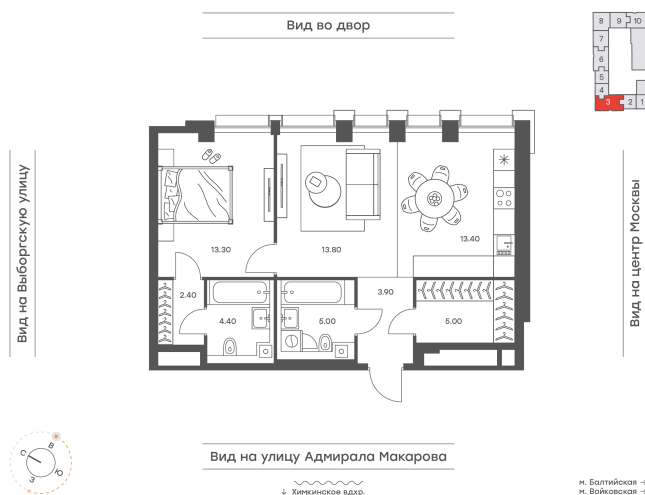 Вид во двор
8 9 10
7
6
5
4
3 2 1
Вид на Выборгскую улицу
Вид на центр Москвы
13.30
13.80
13.40
2.40
4.40
5.00
3.90
5.00
Вид на улицу Адмирала Макарова
↓ Химкинское вдхр.
С
В
З
Ю
м. Балтийская →
м. Войковская →